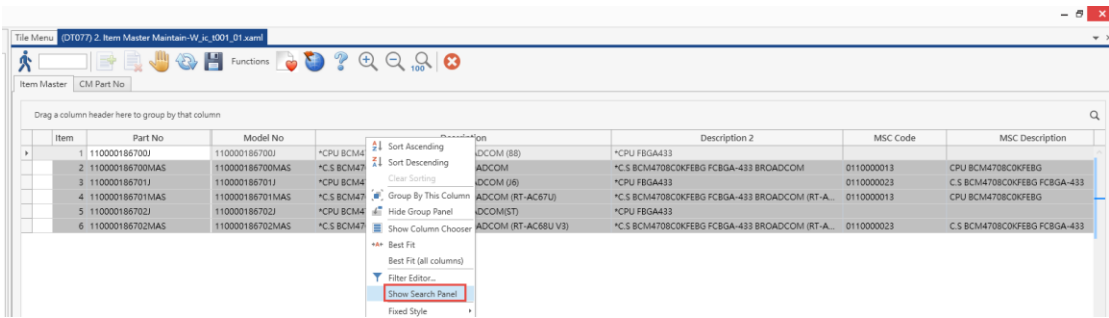 Tile Menu (DT077) 2. Item Master Maintain-W_ic_t001_01.xaml
Functions 100
Item Master CM Part No
Drag a column header here to group by that column
Item Part No Model No Description Description 2 MSC Code MSC Description
1 110000186700J 110000186700J *CPU BCM4 ADCOM (88) *CPU FBGA433
2 110000186700MAS 110000186700MAS *C.S BCM47 ADCOM *C.S BCM4708C0KFEBG FCBGA-433 BROADCOM 0110000013 CPU BCM4708C0KFEBG
3 110000186701J 110000186701J *CPU BCM47 ADCOM (J6) *CPU FBGA433 0110000023 C.S BCM4708C0KFEBG FCBGA-433
4 110000186701MAS 110000186701MAS *C.S BCM47 ADCOM (RT-AC67U) *C.S BCM4708C0KFEBG FCBGA-433 BROADCOM (RT-A... 0110000013 CPU BCM4708C0KFEBG
5 110000186702J 110000186702J *CPU BCM4 ADCOM(ST) *CPU FBGA433
6 110000186702MAS 110000186702MAS *C.S BCM47 ADCOM (RT-AC68U V3) *C.S BCM4708C0KFEBG FCBGA-433 BROADCOM (RT-A... 0110000023 C.S BCM4708C0KFEBG FCBGA-433
Sort Ascending
Sort Descending
Clear Sorting
Group By This Column
Hide Group Panel
Show Column Chooser
Best Fit
Best Fit (all columns)
Filter Editor...
Show Search Panel
Fixed Style